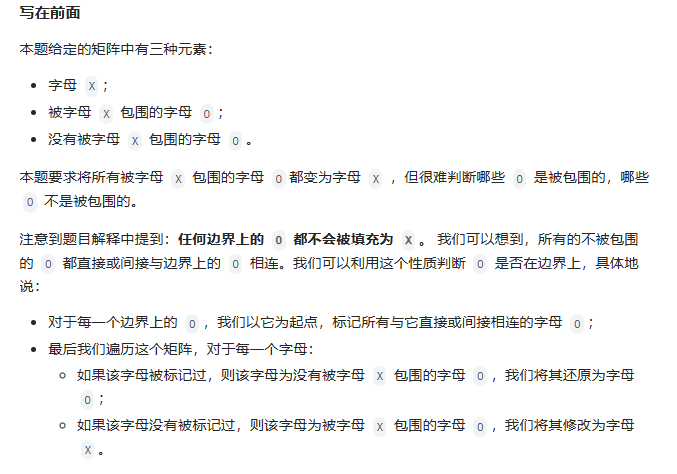 写在前面
本题给定的矩阵中有三种元素：
• 字母 X；
• 被字母 X 包围的字母 O；
• 没有被字母 X 包围的字母 O。
本题要求将所有被字母 X 包围的字母 O都变为字母 X ，但很难判断哪些 O 是被包围的，哪些
O 不是被包围的。
注意到题目解释中提到：任何边界上的 O 都不会被填充为 X。 我们可以想到，所有的不被包围
的 O 都直接或间接与边界上的 O 相连。我们可以利用这个性质判断 O 是否在边界上，具体地
说：
• 对于每一个边界上的 O，我们以它为起点，标记所有与它直接或间接相连的字母 O；
• 最后我们遍历这个矩阵，对于每一个字母：
○ 如果该字母被标记过，则该字母为没有被字母 X 包围的字母 O，我们将其还原为字母
O；
○ 如果该字母没有被标记过，则该字母为被字母 X 包围的字母 O，我们将其修改为字母
X。